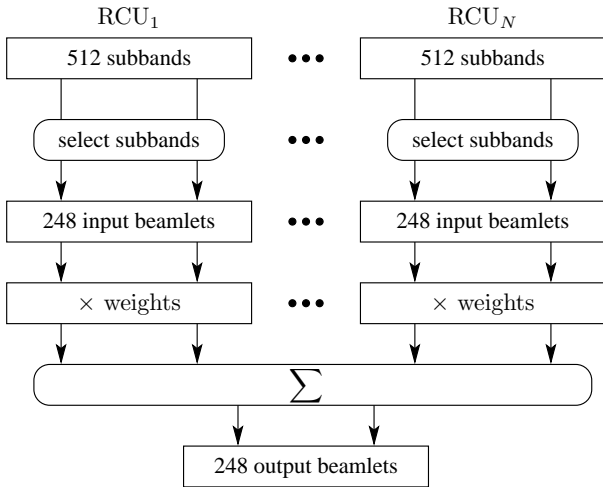 RCU₁ RCU_N
512 subbands ••• 512 subbands
select subbands ••• select subbands
248 input beamlets ••• 248 input beamlets
× weights ••• × weights
∑
248 output beamlets